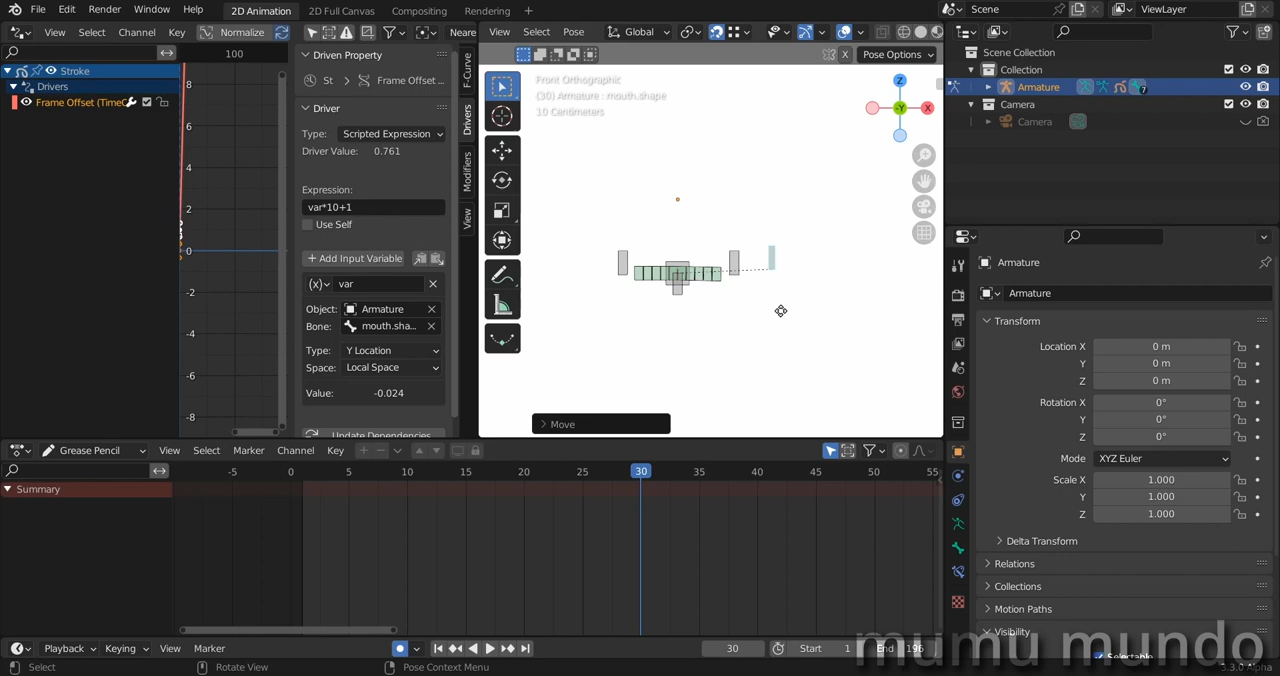 File Edit Render Window Help 2D Animation 2D Full Canvas Compositing Rendering + Scene ViewLayer
View Select Channel Key Normalize Neare View Select Pose Global
Pose Options
100 Driven Property
Stroke St Frame Offset ...
Drivers
Frame Offset (TimeO
Driver
Type: Scripted Expression
Driver Value: 0.761
Expression:
var*10+1
Use Self
+ Add Input Variable
(x) var
Object: Armature
Bone: mouth.sha...
Type: Y Location
Space: Local Space
Value: -0.024
Update Dependencies
8
6
4
2
0
-2
-4
-6
-8
F-Curve
Drivers
Modifiers
View
Front Orthographic
(30) Armature : mouth.shape
10 Centimeters
Z
X
-Y
Move
Scene Collection
Collection
Armature
7
Camera
Camera
Armature
Armature
Transform
Location X 0 m
Y 0 m
Z 0 m
Rotation X 0°
Y 0°
Z 0°
Mode XYZ Euler
Scale X 1.000
Y 1.000
Z 1.000
Delta Transform
Relations
Collections
Motion Paths
Visibility
Selectable
Grease Pencil View Select Marker Channel Key
-5 0 5 10 15 20 25 30 35 40 45 50 55
Summary
Playback Keying View Marker 30 Start 1 End 196
mumu mundo
Select Rotate View Pose Context Menu 3.3.0 Alpha